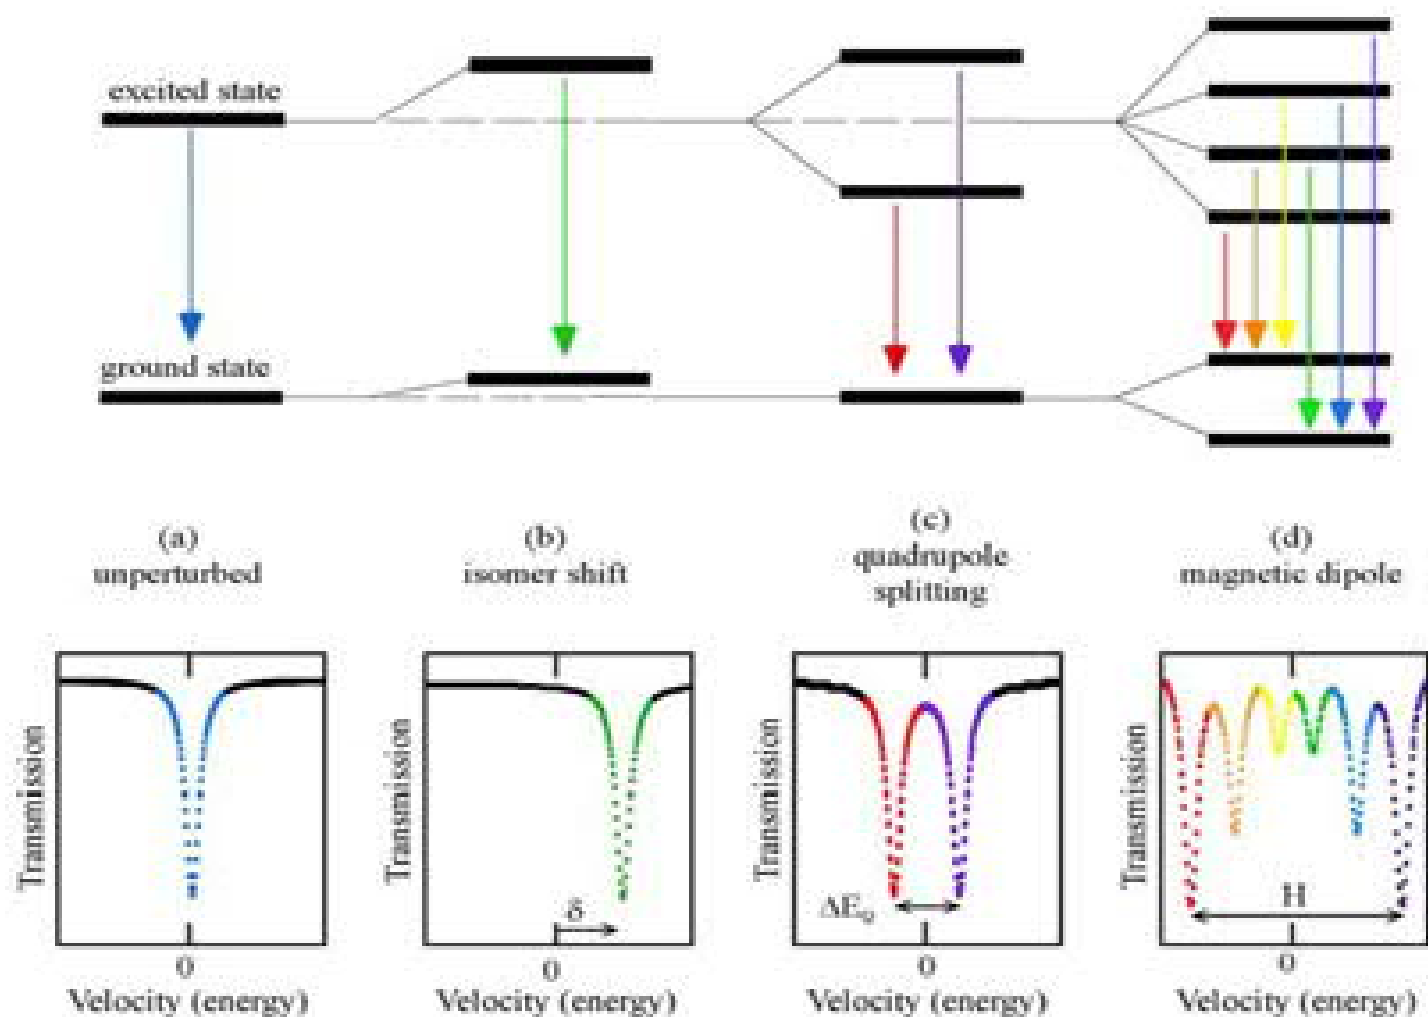 excited state
ground state
(a)
unperturbed
(b)
isomer shift
(c)
quadrupole
splitting
(d)
magnetic dipole
Transmission
0
Velocity (energy)
Transmission
δ
0
Velocity (energy)
Transmission
ΔE_Q
0
Velocity (energy)
Transmission
H
0
Velocity (energy)